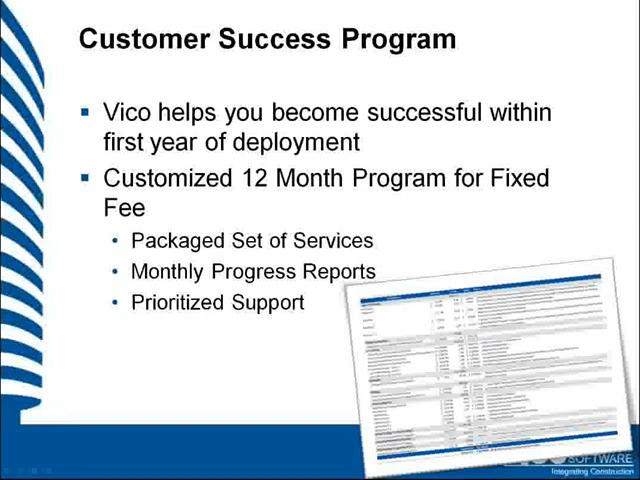 Customer Success Program
Vico helps you become successful within
first year of deployment
Customized 12 Month Program for Fixed
Fee
Packaged Set of Services
Monthly Progress Reports
Prioritized Support
SOFTWARE
Integrating Construction